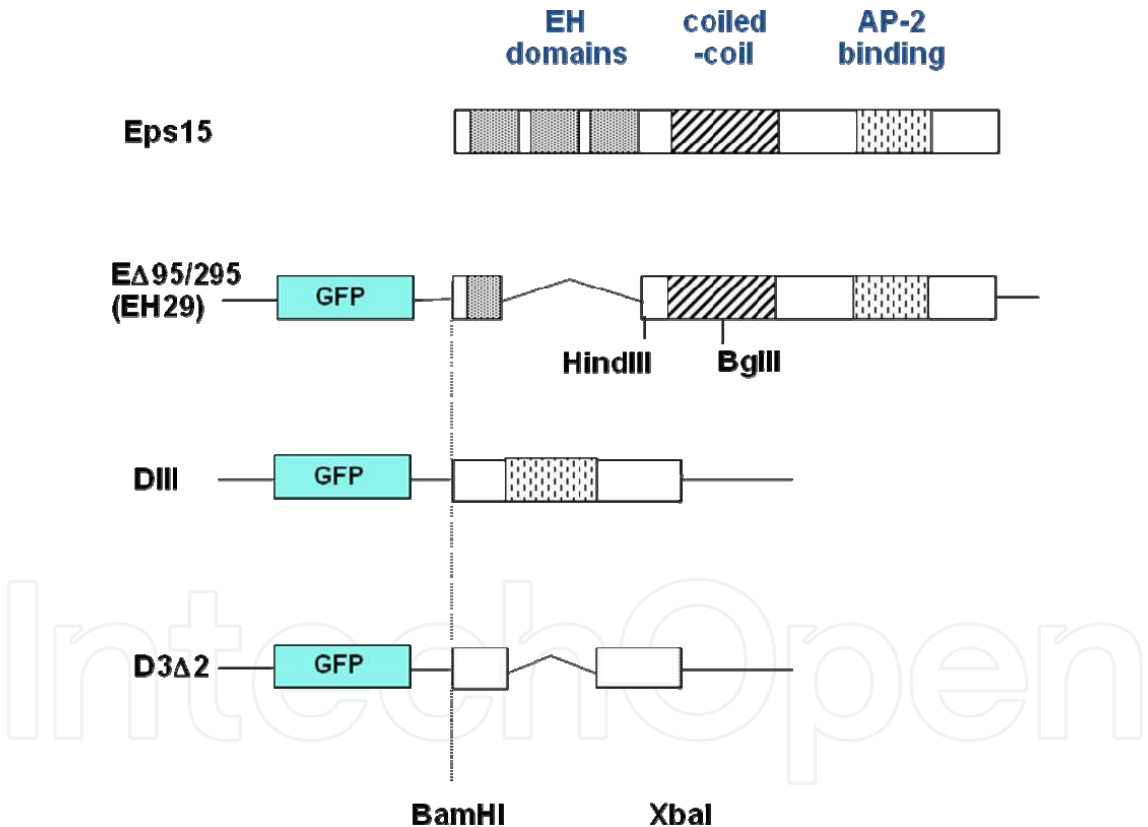 EH domains
coiled -coil
AP-2 binding
Eps15
EΔ95/295
(EH29)
GFP
HindIII
BglII
DIII
GFP
D3Δ2
GFP
IntechOpen
BamHI
XbaI